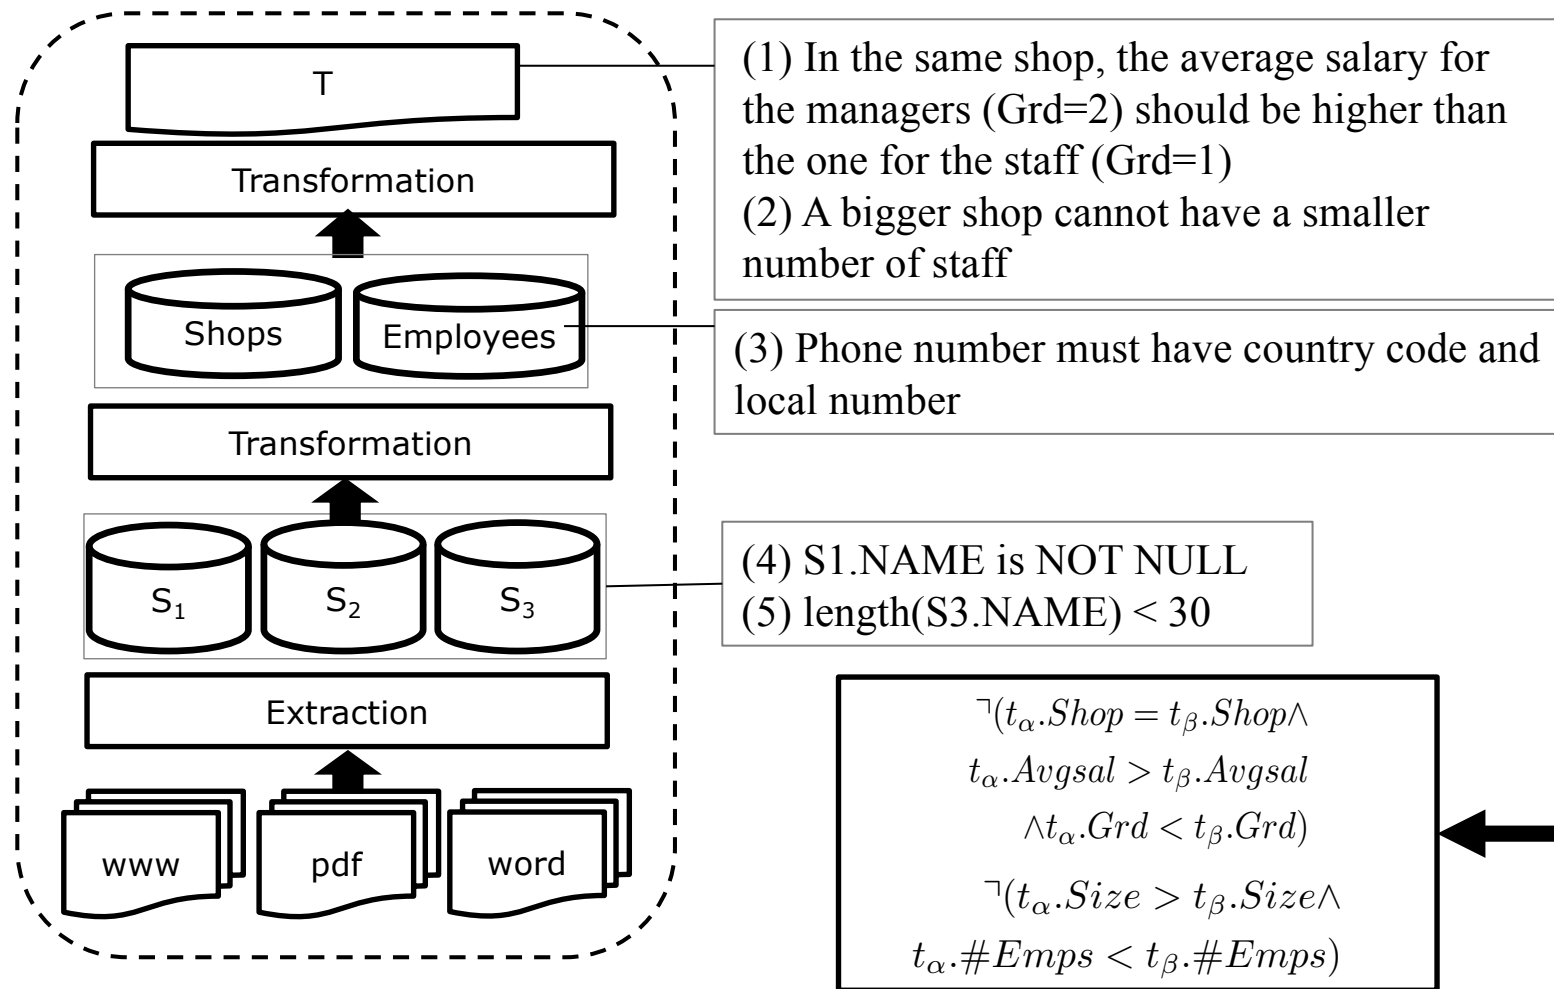 T
Transformation
Shops
Employees
Transformation
S₁
S₂
S₃
Extraction
www
pdf
word
(1) In the same shop, the average salary for
the managers (Grd=2) should be higher than
the one for the staff (Grd=1)
(2) A bigger shop cannot have a smaller
number of staff
(3) Phone number must have country code and
local number
(4) S1.NAME is NOT NULL
(5) length(S3.NAME) < 30
¬(tα.Shop = tβ.Shop∧
tα.Avgsal > tβ.Avgsal
∧tα.Grd < tβ.Grd)
¬(tα.Size > tβ.Size∧
tα.#Emps < tβ.#Emps)